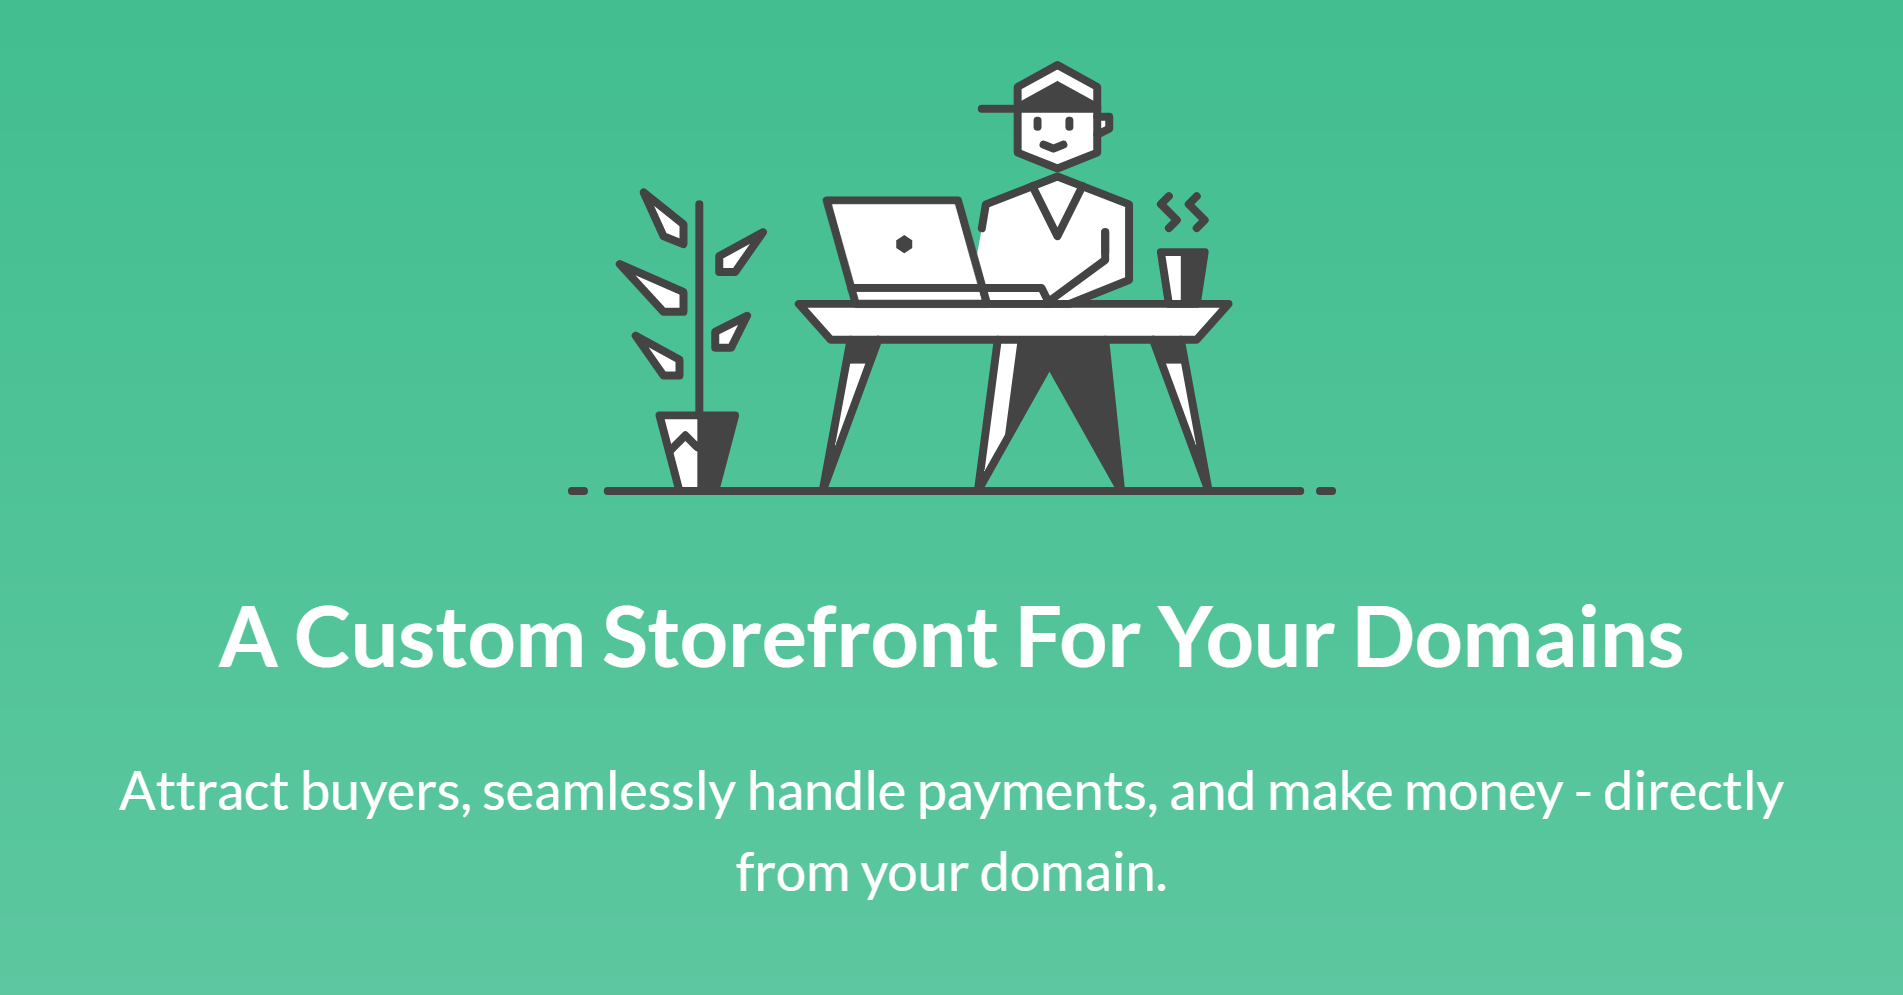 A Custom Storefront For Your Domains
Attract buyers, seamlessly handle payments, and make money - directly
from your domain.